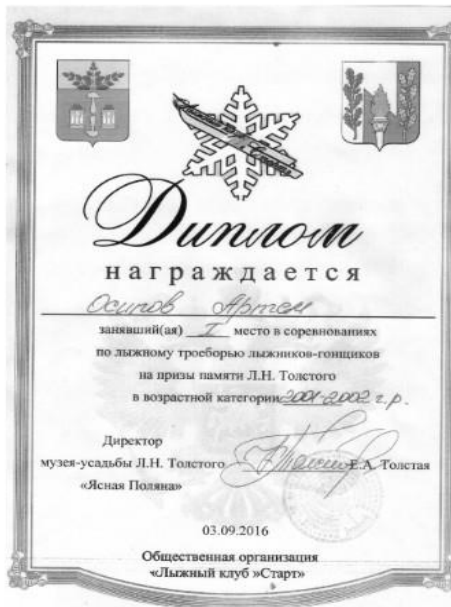 Диплом
награждается
Осипов Артем
занявший(ая) I место в соревнованиях
по лыжному троеборью лыжников-гонщиков
на призы памяти Л.Н. Толстого
в возрастной категории 2001-2002 г.р.
Директор
музея-усадьбы Л.Н. Толстого Е.А. Толстая
«Ясная Поляна»
03.09.2016
Общественная организация
«Лыжный клуб »Старт»